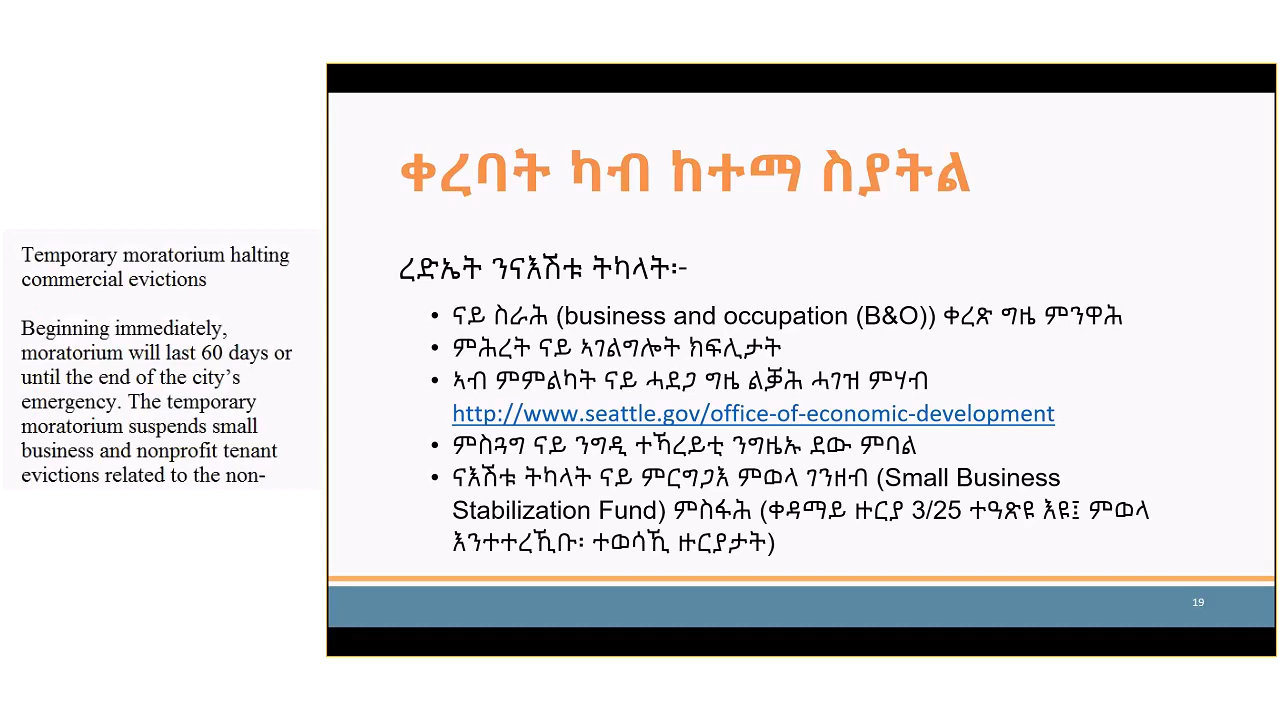 Temporary moratorium halting
commercial evictions
Beginning immediately,
moratorium will last 60 days or
until the end of the city’s
emergency. The temporary
moratorium suspends small
business and nonprofit tenant
evictions related to the non-
ቀረባት ካብ ከተማ ስያትል
ረድኤት ንናእሽቱ ትካላት፡-
• ናይ ስራሕ (business and occupation (B&O)) ቀረጽ ግዜ ምንዋሕ
• ምሕረት ናይ ኣገልግሎት ክፍሊታት
• ኣብ ምምልካት ናይ ሓደጋ ግዜ ልቓሕ ሓገዝ ምሃብ
http://www.seattle.gov/office-of-economic-development
• ምስጓግ ናይ ንግዲ ተኻረይቲ ንግዜኡ ደው ምባል
• ናእሽቱ ትካላት ናይ ምርግጋእ ምወላ ገንዘብ (Small Business
Stabilization Fund) ምስፋሕ (ቀዳማይ ዙርያ 3/25 ተዓጽዩ እዩ፤ ምወላ
እንተተረኺቡ፡ ተወሳኺ ዙርያታት)
19